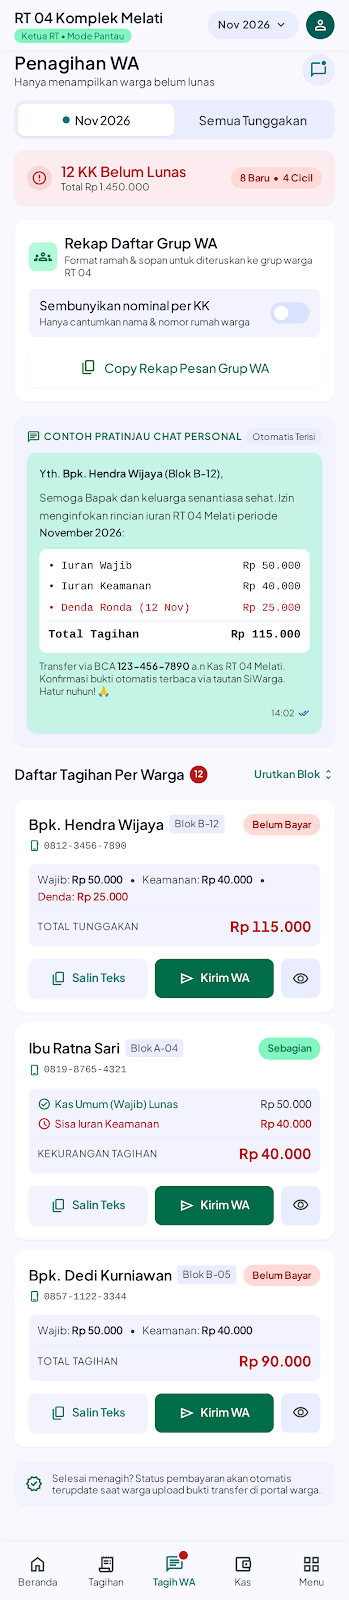 RT 04 Komplek Melati
Ketua RT • Mode Pantau
Nov 2026
Penagihan WA
Hanya menampilkan warga belum lunas
Nov 2026
Semua Tunggakan
12 KK Belum Lunas
Total Rp 1.450.000
8 Baru • 4 Cicil
Rekap Daftar Grup WA
Format ramah & sopan untuk diteruskan ke grup warga
RT 04
Sembunyikan nominal per KK
Hanya cantumkan nama & nomor rumah warga
Copy Rekap Pesan Grup WA
CONTOH PRATINJAU CHAT PERSONAL
Otomatis Terisi
Yth. Bpk. Hendra Wijaya (Blok B-12),
Semoga Bapak dan keluarga senantiasa sehat. Izin
menginfokan rincian iuran RT 04 Melati periode
November 2026:
• Iuran Wajib Rp 50.000
• Iuran Keamanan Rp 40.000
• Denda Ronda (12 Nov) Rp 25.000
Total Tagihan Rp 115.000
Transfer via BCA 123-456-7890 a.n Kas RT 04 Melati.
Konfirmasi bukti otomatis terbaca via tautan SiWarga.
Hatur nuhun! 🙏
14:02
Daftar Tagihan Per Warga 12
Urutkan Blok
Bpk. Hendra Wijaya Blok B-12 Belum Bayar
0812-3456-7890
Wajib: Rp 50.000 • Keamanan: Rp 40.000 •
Denda: Rp 25.000
TOTAL TUNGGAKAN Rp 115.000
Salin Teks Kirim WA
Ibu Ratna Sari Blok A-04 Sebagian
0819-8765-4321
Kas Umum (Wajib) Lunas Rp 50.000
Sisa Iuran Keamanan Rp 40.000
KEKURANGAN TAGIHAN Rp 40.000
Salin Teks Kirim WA
Bpk. Dedi Kurniawan Blok B-05 Belum Bayar
0857-1122-3344
Wajib: Rp 50.000 • Keamanan: Rp 40.000
TOTAL TAGIHAN Rp 90.000
Salin Teks Kirim WA
Selesai menagih? Status pembayaran akan otomatis
terupdate saat warga upload bukti transfer di portal warga.
Beranda Tagihan Tagih WA Kas Menu